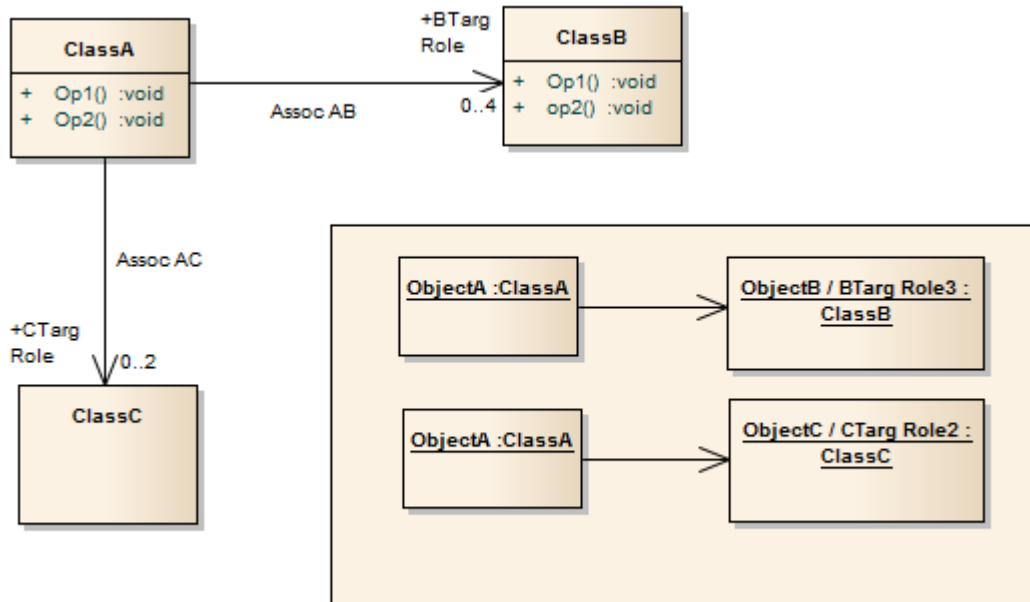 ClassA
+ Op1() :void
+ Op2() :void
+BTarg
Role
ClassB
+ Op1() :void
+ op2() :void
0..4
Assoc AB
Assoc AC
+CTarg
Role
0..2
ClassC
ObjectA :ClassA
ObjectB / BTarg Role3 :
ClassB
ObjectA :ClassA
ObjectC / CTarg Role2 :
ClassC